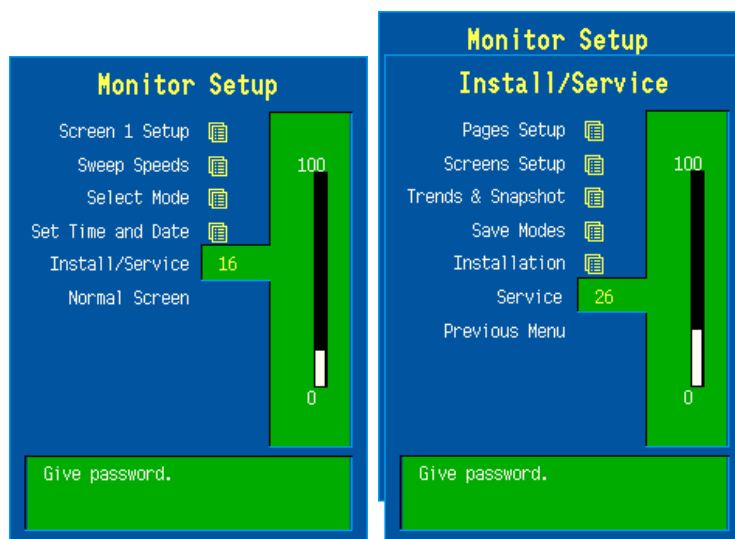 Monitor Setup
Screen 1 Setup
Sweep Speeds
Select Mode
Set Time and Date
Install/Service 16
Normal Screen
100
0
Give password.
Monitor Setup
Install/Service
Pages Setup
Screens Setup
Trends & Snapshot
Save Modes
Installation
Service 26
Previous Menu
100
0
Give password.